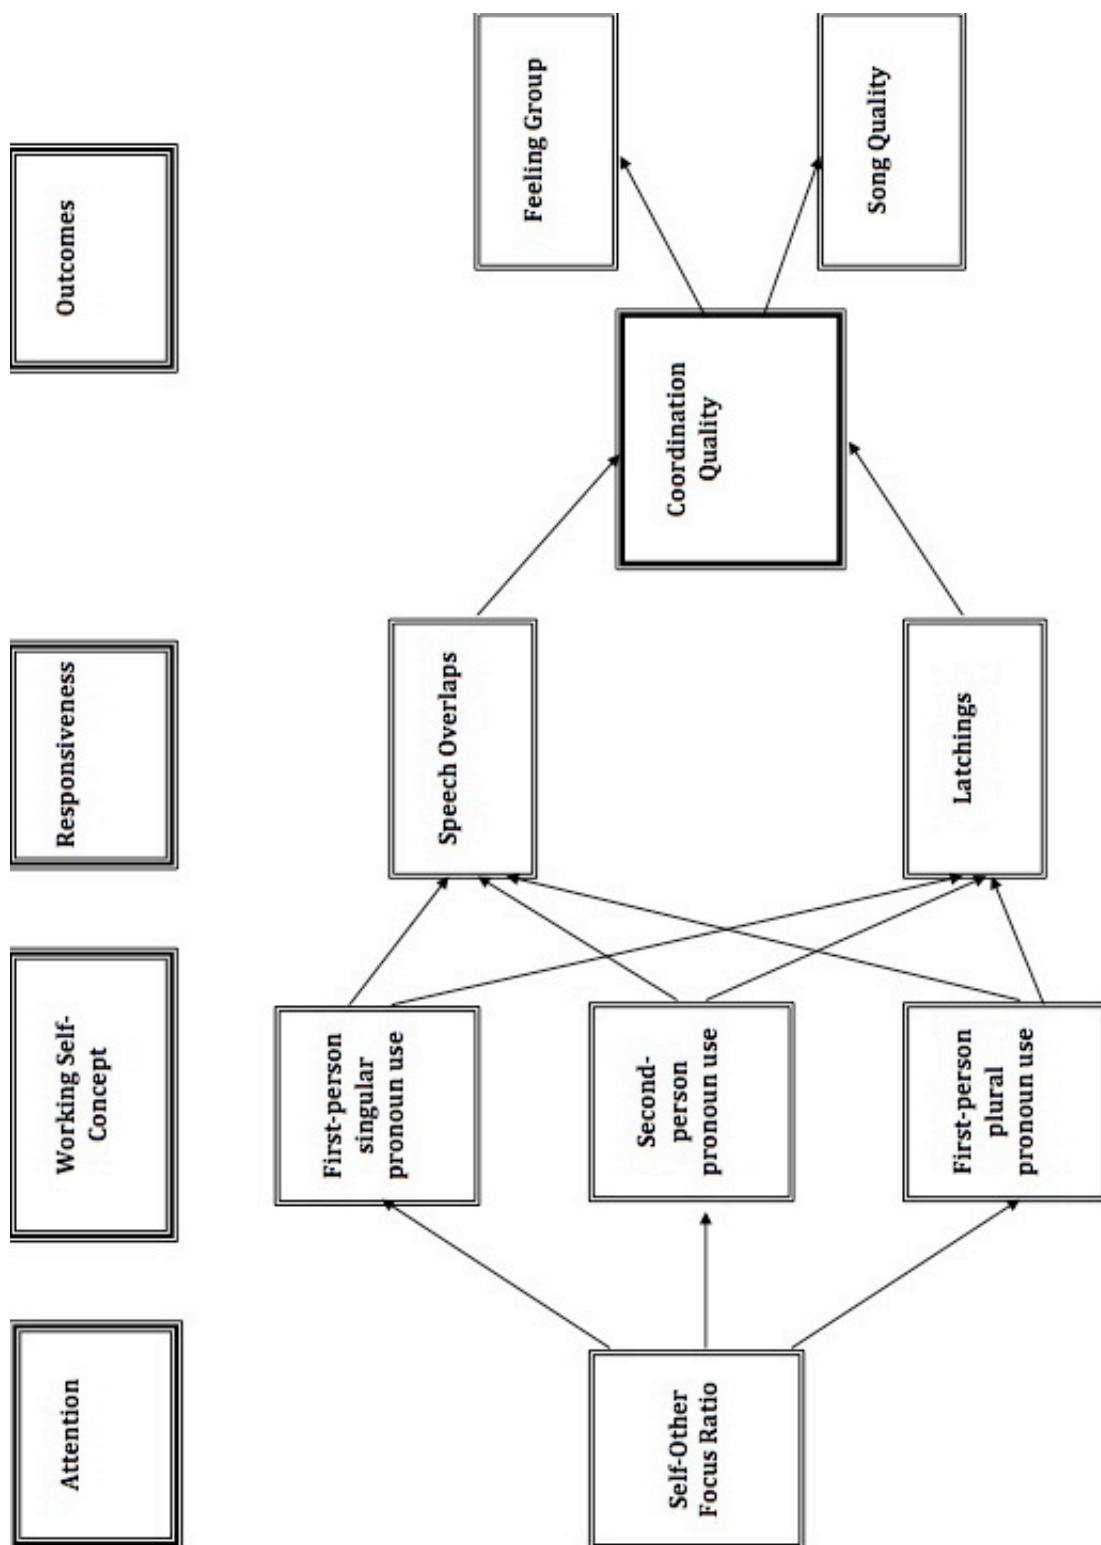 Attention
Working Self-
Concept
Responsiveness
Outcomes
Self-Other
Focus Ratio
First-person
singular
pronoun use
Second-
person
pronoun use
First-person
plural
pronoun use
Speech Overlaps
Latchings
Coordination
Quality
Feeling Group
Song Quality